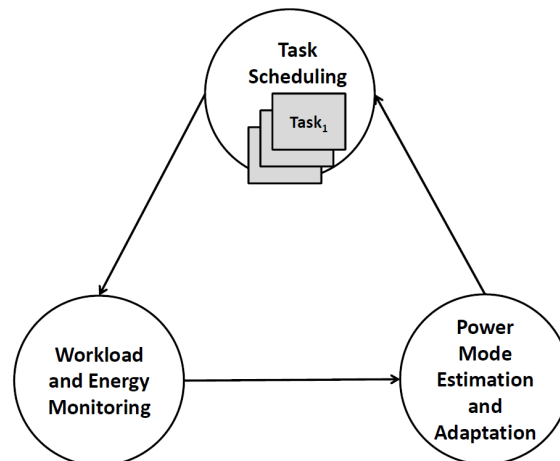 Task
Scheduling
Task₁
Workload
and Energy
Monitoring
Power
Mode
Estimation
and
Adaptation